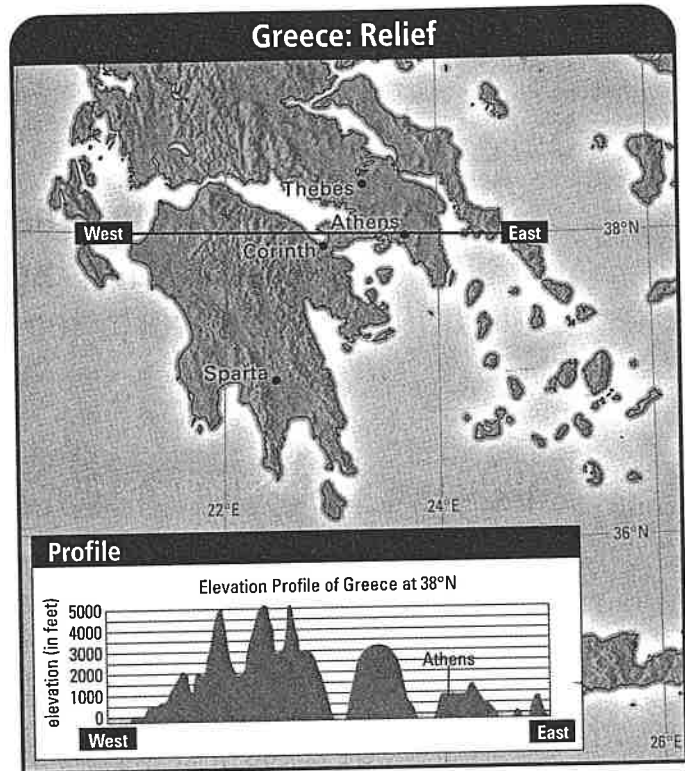 Greece: Relief
Thebes
Athens
West
East
38°N
Corinth
Sparta
22°E
24°E
36°N
Profile
Elevation Profile of Greece at 38°N
elevation (in feet)
5000
4000
3000
2000
1000
0
Athens
West
East
26°E